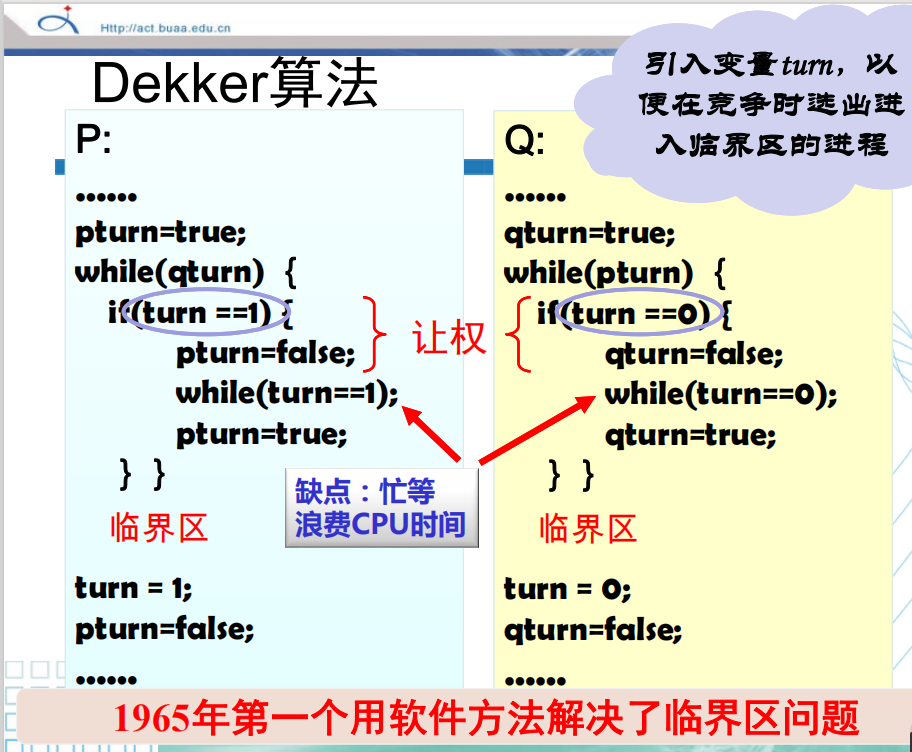 Http://act.buaa.edu.cn
Dekker算法
引入变量turn，以
便在竞争时选出进
入临界区的进程
P:
……
pturn=true;
while(qturn) {
if(turn ==1) {
pturn=false;
while(turn==1);
pturn=true;
} }
临界区
turn = 1;
pturn=false;
……
让权
缺点：忙等
浪费CPU时间
Q:
……
qturn=true;
while(pturn) {
if(turn ==0) {
qturn=false;
while(turn==0);
qturn=true;
} }
临界区
turn = 0;
qturn=false;
……
1965年第一个用软件方法解决了临界区问题